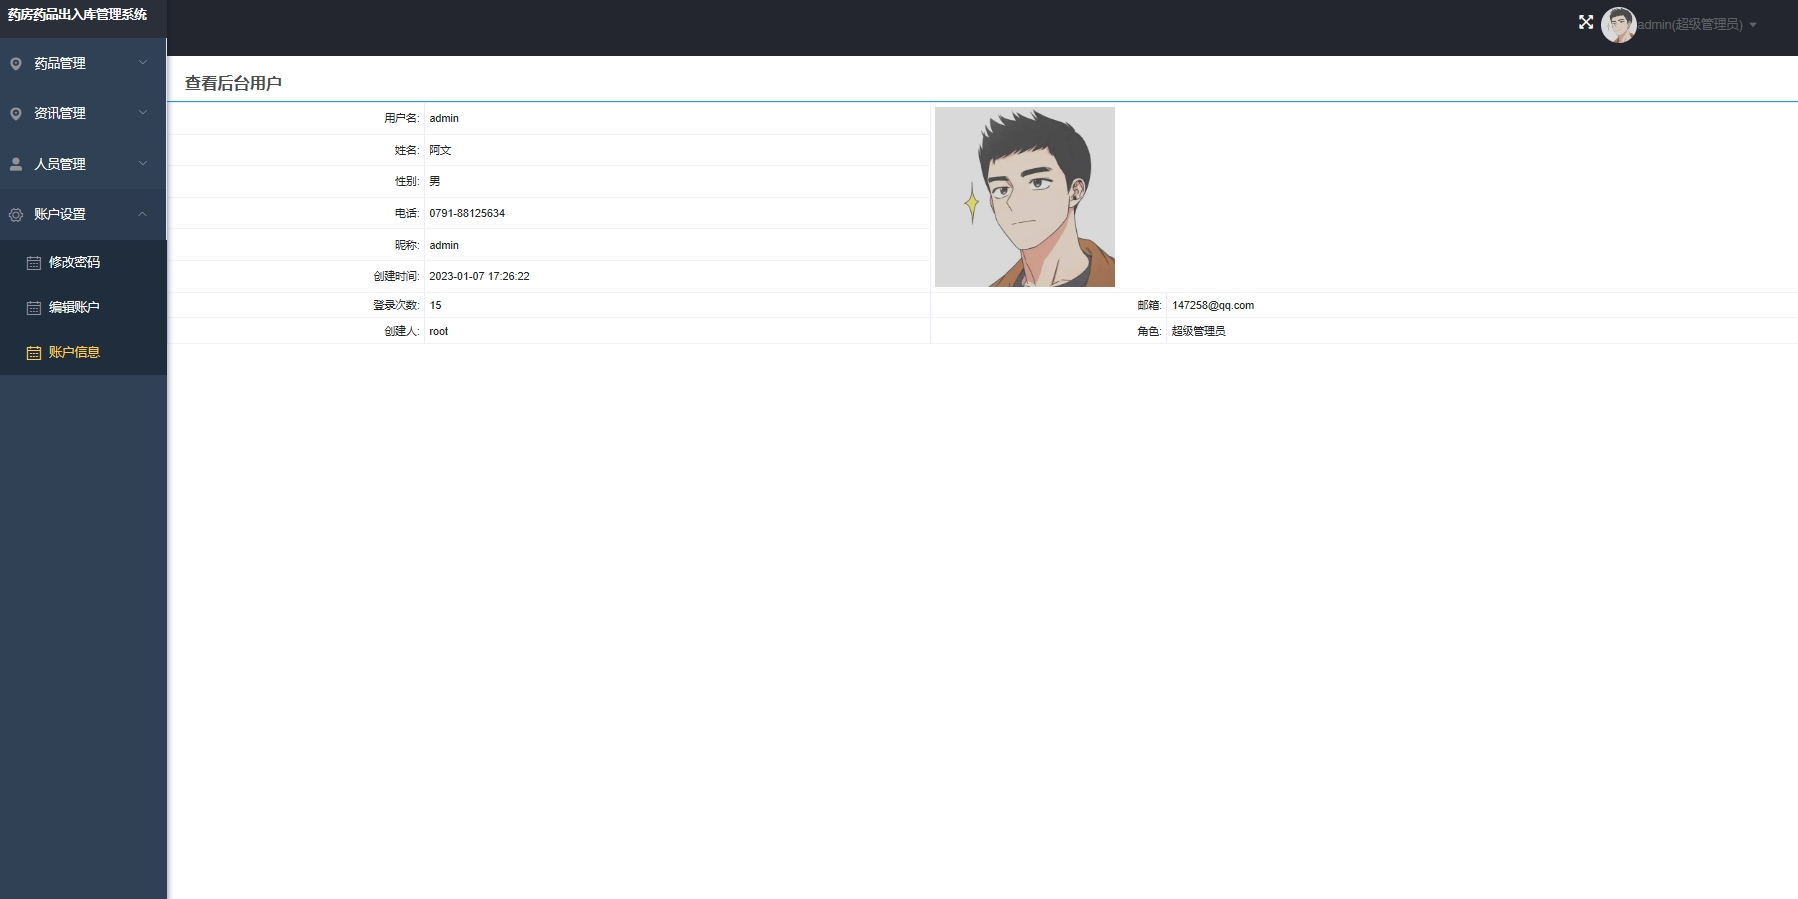 药房药品出入库管理系统
admin(超级管理员)
药品管理
资讯管理
人员管理
账户设置
修改密码
编辑账户
账户信息
查看后台用户
用户名: admin
姓名: 阿文
性别: 男
电话: 0791-88125634
昵称: admin
创建时间: 2023-01-07 17:26:22
登录次数: 15 邮箱: 147258@qq.com
创建人: root 角色: 超级管理员